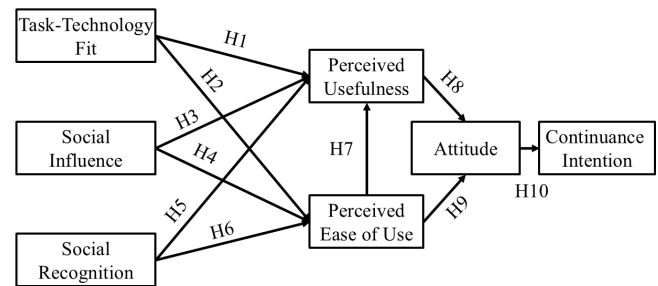 Task-Technology
Fit
Social
Influence
Social
Recognition
H1
H2
H3
H4
H5
H6
Perceived
Usefulness
H7
Perceived
Ease of Use
H8
H9
Attitude
H10
Continuance
Intention